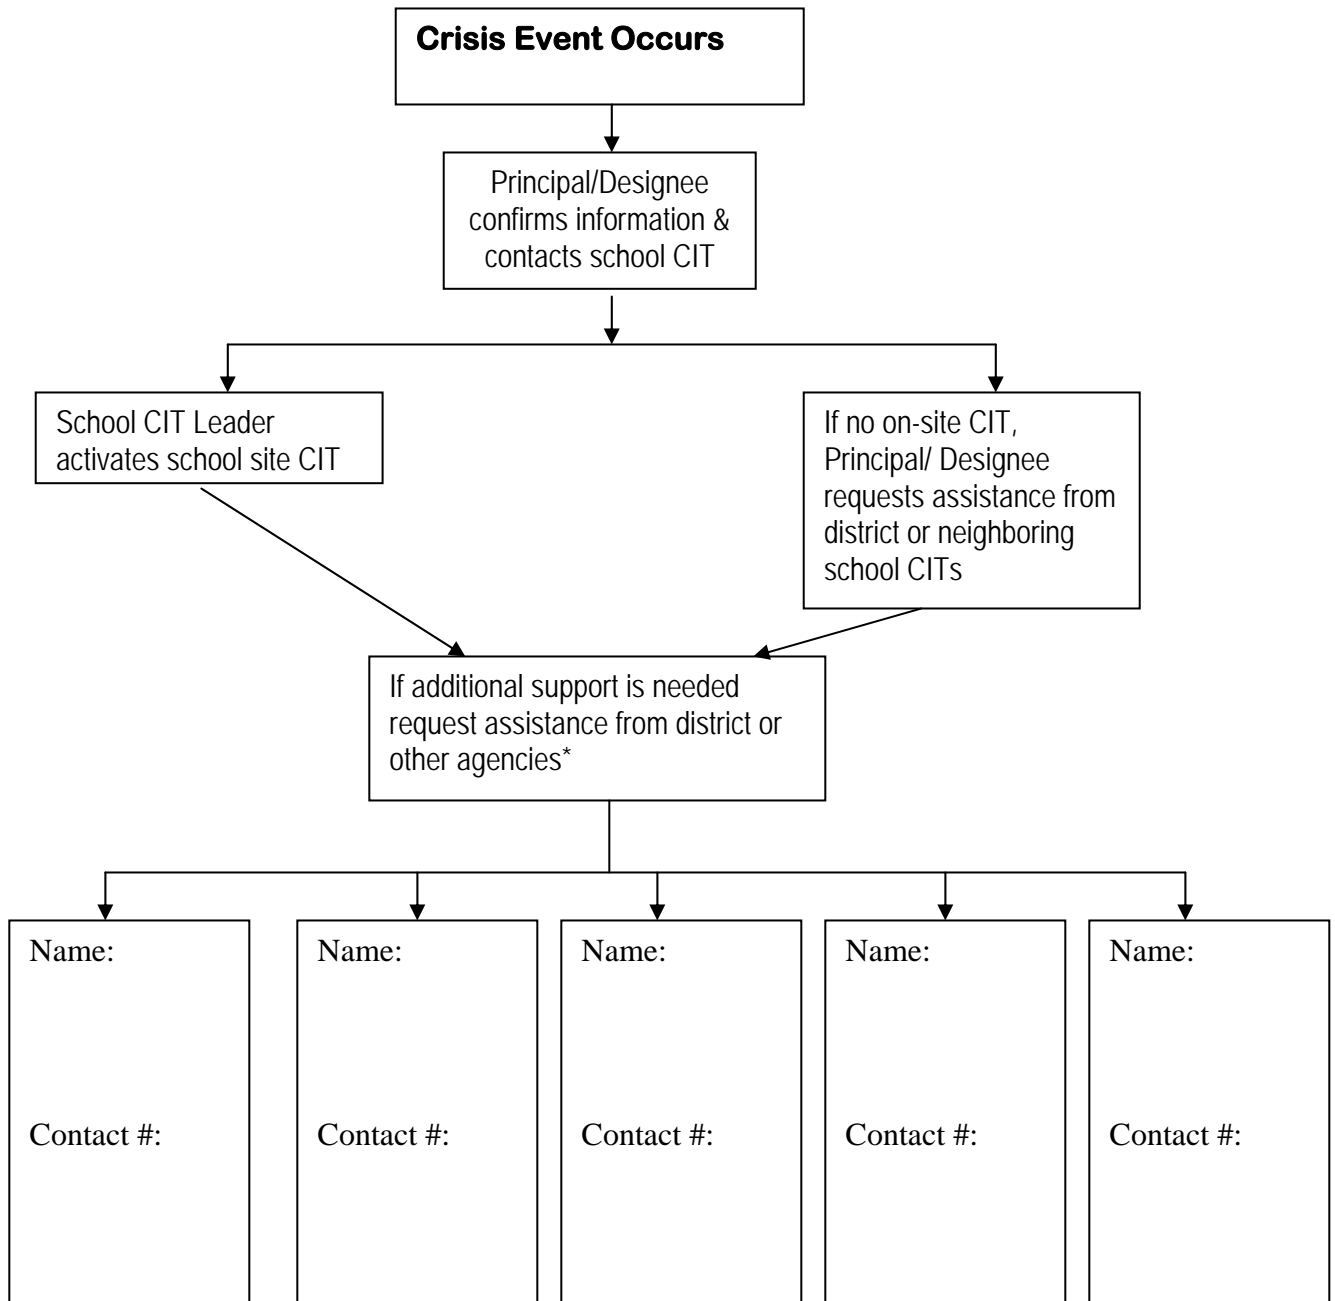 Crisis Event Occurs
Principal/Designee
confirms information &
contacts school CIT
School CIT Leader
activates school site CIT
If no on-site CIT,
Principal/ Designee
requests assistance from
district or neighboring
school CITs
If additional support is needed
request assistance from district or
other agencies*
Name:
Contact #:
Name:
Contact #:
Name:
Contact #:
Name:
Contact #:
Name:
Contact #: